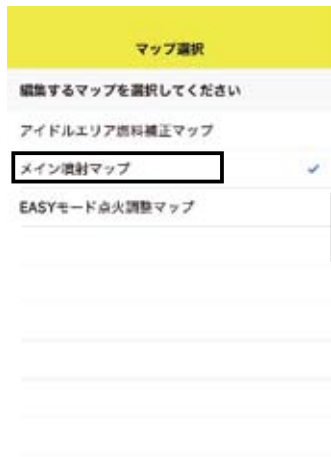 マップ選択
編集するマップを選択してください
アイドルエリア燃料補正マップ
メイン噴射マップ
EASYモード点火調整マップ